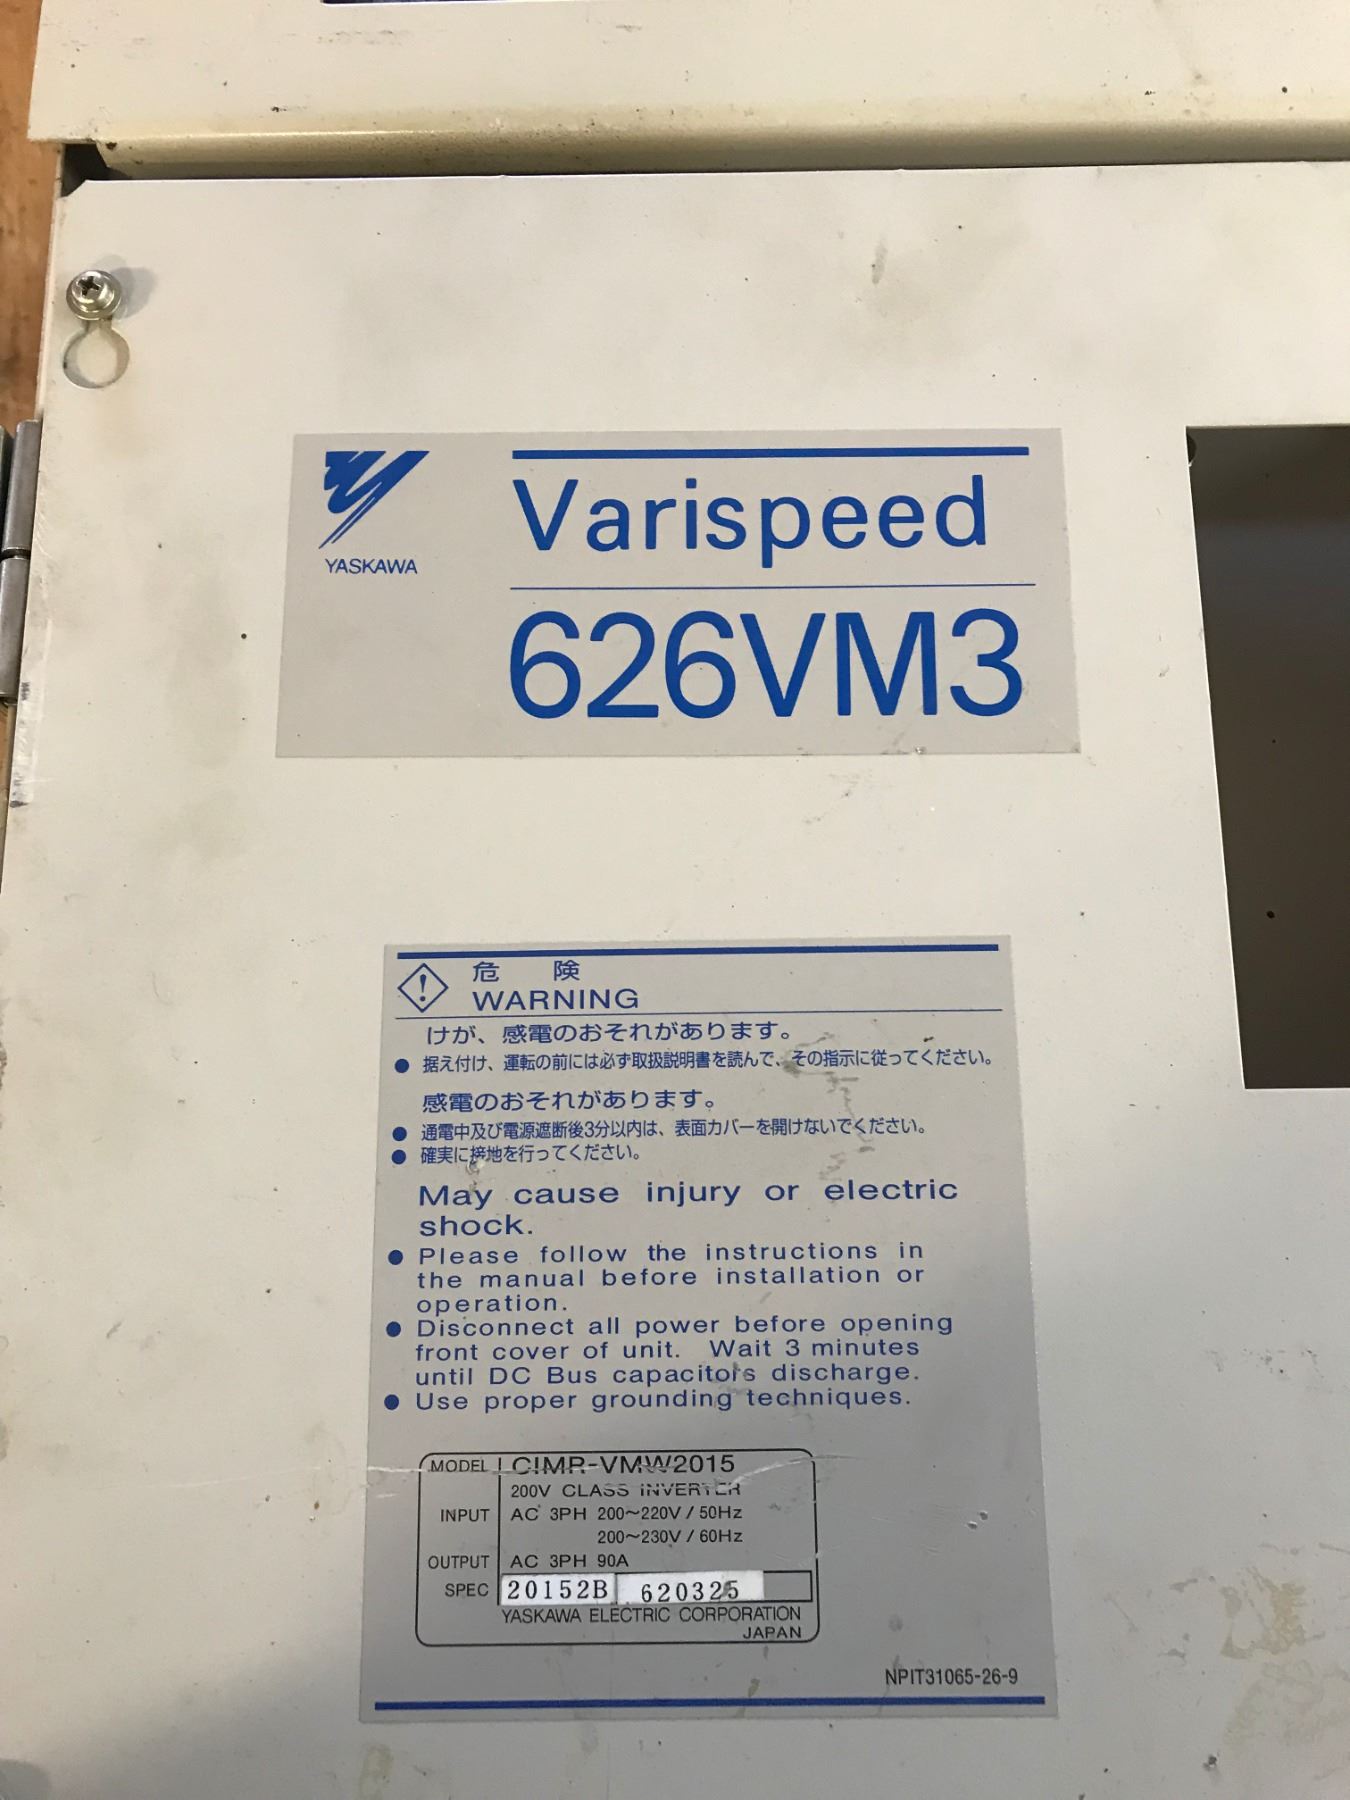 YASKAWA
Varispeed
626VM3
危 険
WARNING
けが、感電のおそれがあります。
● 据え付け、運転の前には必ず取扱説明書を読んで、その指示に従ってください。
感電のおそれがあります。
● 通電中及び電源遮断後3分以内は、表面カバーを開けないでください。
● 確実に接地を行ってください。
May cause injury or electric
shock.
● Please follow the instructions in
the manual before installation or
operation.
● Disconnect all power before opening
front cover of unit. Wait 3 minutes
until DC Bus capacitors discharge.
● Use proper grounding techniques.
MODEL CIMR-VMW2015
200V CLASS INVERTER
INPUT AC 3PH 200~220V / 50Hz
200~230V / 60Hz
OUTPUT AC 3PH 90A
SPEC 20152B 620325
YASKAWA ELECTRIC CORPORATION
JAPAN
NPIT31065-26-9